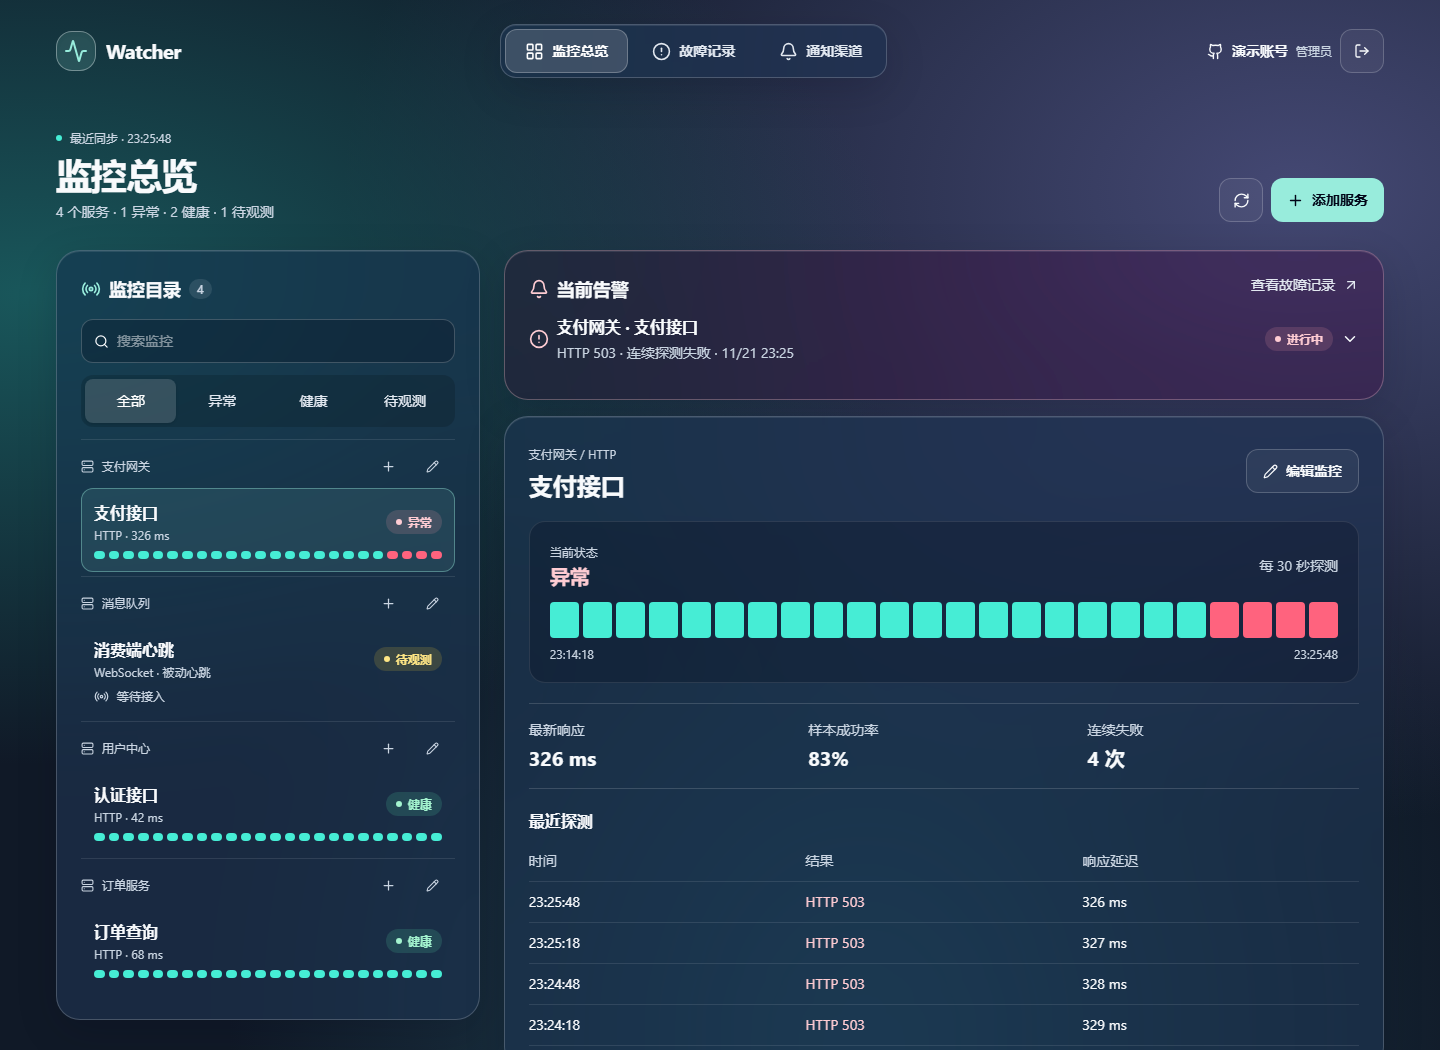 Watcher
监控总览
故障记录
通知渠道
演示账号 管理员
最近同步 · 23:25:48
监控总览
4 个服务 · 1 异常 · 2 健康 · 1 待观测
添加服务
监控目录 4
搜索监控
全部 异常 健康 待观测
支付网关
支付接口
HTTP · 326 ms
异常
消息队列
消费端心跳
WebSocket · 被动心跳
待观测
等待接入
用户中心
认证接口
HTTP · 42 ms
健康
订单服务
订单查询
HTTP · 68 ms
健康
当前告警
查看故障记录
支付网关 · 支付接口
HTTP 503 · 连续探测失败 · 11/21 23:25
进行中
支付网关 / HTTP
支付接口
编辑监控
当前状态
异常
每 30 秒探测
23:14:18 23:25:48
最新响应 样本成功率 连续失败
326 ms 83% 4 次
最近探测
时间 结果 响应延迟
23:25:48 HTTP 503 326 ms
23:25:18 HTTP 503 327 ms
23:24:48 HTTP 503 328 ms
23:24:18 HTTP 503 329 ms